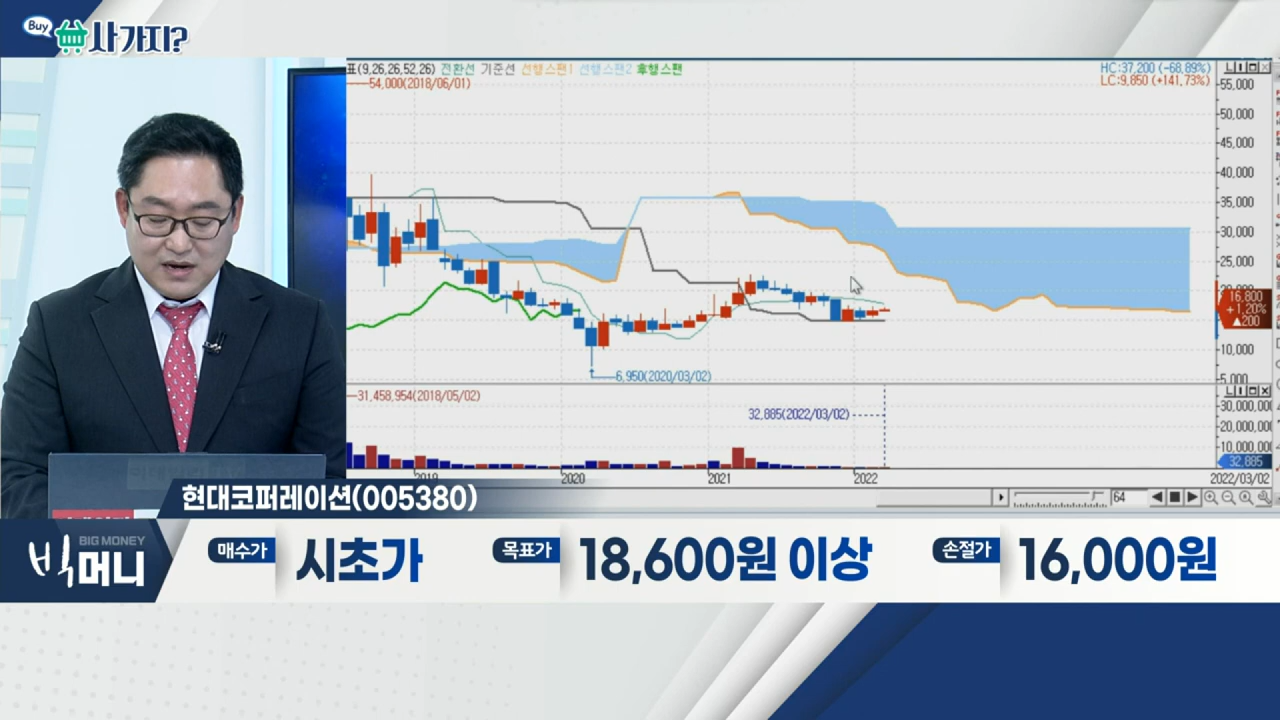 Buy
사가지?
표(9,26,26,52,26) 전환선 기준선 선행스팬1 선행스팬2 후행스팬
54,000(2018/06/01)
HC:37,200 (-68,89%)
LC:9,850 (+141,73%)
55,000
50,000
45,000
40,000
35,000
30,000
25,000
20,000
16,800
+1,20%
▲200
10,000
5,000
6,950(2020/03/02)
31,458,954(2018/05/02)
32,885(2022/03/02)
30,000,000
20,000,000
10,000,000
32,885
2019
2020
2021
2022
2022/03/02
64
현대코퍼레이션(005380)
빅머니
BIG MONEY
매수가
시초가
목표가
18,600원 이상
손절가
16,000원